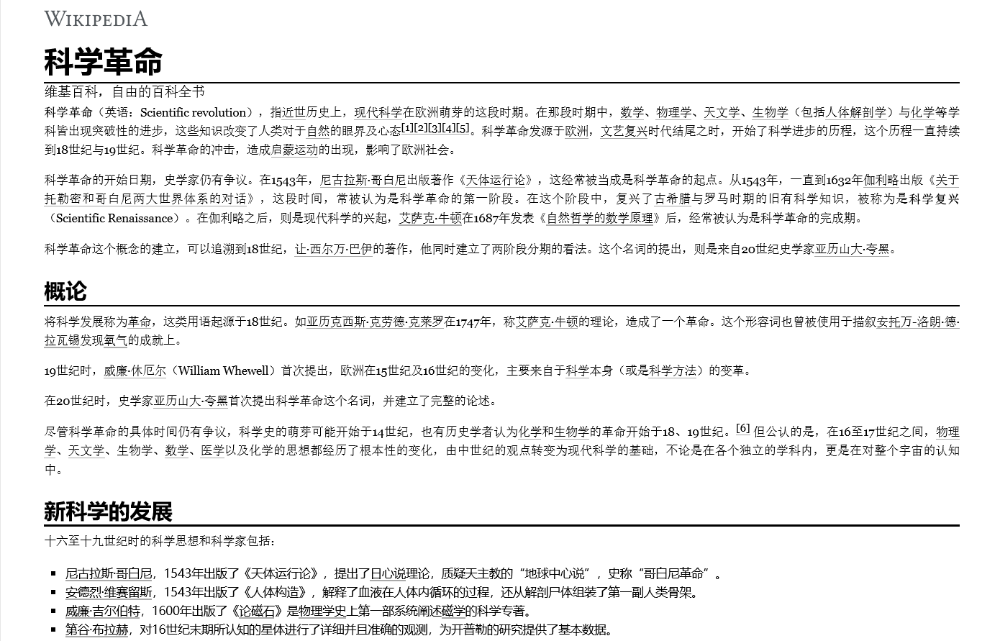 WIKIPEDIA
科学革命
维基百科，自由的百科全书
科学革命（英语：Scientific revolution），指近世历史上，现代科学在欧洲萌芽的这段时期。在那段时期中，数学、物理学、天文学、生物学（包括人体解剖学）与化学等学
科皆出现突破性的进步，这些知识改变了人类对于自然的眼界及心态[1][2][3][4][5]。科学革命发源于欧洲，文艺复兴时代结尾之时，开始了科学进步的历程，这个历程一直持续
到18世纪与19世纪。科学革命的冲击，造成启蒙运动的出现，影响了欧洲社会。
科学革命的开始日期，史学家仍有争议。在1543年，尼古拉斯·哥白尼出版著作《天体运行论》，这经常被当成是科学革命的起点。从1543年，一直到1632年伽利略出版《关于
托勒密和哥白尼两大世界体系的对话》，这段时间，常被认为是科学革命的第一阶段。在这个阶段中，复兴了古希腊与罗马时期的旧有科学知识，被称为是科学复兴
（Scientific Renaissance）。在伽利略之后，则是现代科学的兴起，艾萨克·牛顿在1687年发表《自然哲学的数学原理》后，经常被认为是科学革命的完成期。
科学革命这个概念的建立，可以追溯到18世纪，让·西尔万·巴伊的著作，他同时建立了两阶段分期的看法。这个名词的提出，则是来自20世纪史学家亚历山大·夸黑。
概论
将科学发展称为革命，这类用语起源于18世纪。如亚历克西斯·克劳德·克莱罗在1747年，称艾萨克·牛顿的理论，造成了一个革命。这个形容词也曾被使用于描叙安托万-洛朗·德·
拉瓦锡发现氧气的成就上。
19世纪时，威廉·休厄尔（William Whewell）首次提出，欧洲在15世纪及16世纪的变化，主要来自于科学本身（或是科学方法）的变革。
在20世纪时，史学家亚历山大·夸黑首次提出科学革命这个名词，并建立了完整的论述。
尽管科学革命的具体时间仍有争议，科学史的萌芽可能开始于14世纪，也有历史学者认为化学和生物学的革命开始于18、19世纪。[6] 但公认的是，在16至17世纪之间，物理
学、天文学、生物学、数学、医学以及化学的思想都经历了根本性的变化，由中世纪的观点转变为现代科学的基础，不论是在各个独立的学科内，更是在对整个宇宙的认知
中。
新科学的发展
十六至十九世纪时的科学思想和科学家包括：
▪ 尼古拉斯·哥白尼，1543年出版了《天体运行论》，提出了日心说理论，质疑天主教的“地球中心说”，史称“哥白尼革命”。
▪ 安德烈·维赛留斯，1543年出版了《人体构造》，解释了血液在人体内循环的过程，还从解剖尸体组装了第一副人类骨架。
▪ 威廉·吉尔伯特，1600年出版了《论磁石》是物理学史上第一部系统阐述磁学的科学专著。
▪ 第谷·布拉赫，对16世纪末期所认知的星体进行了详细并且准确的观测，为开普勒的研究提供了基本数据。